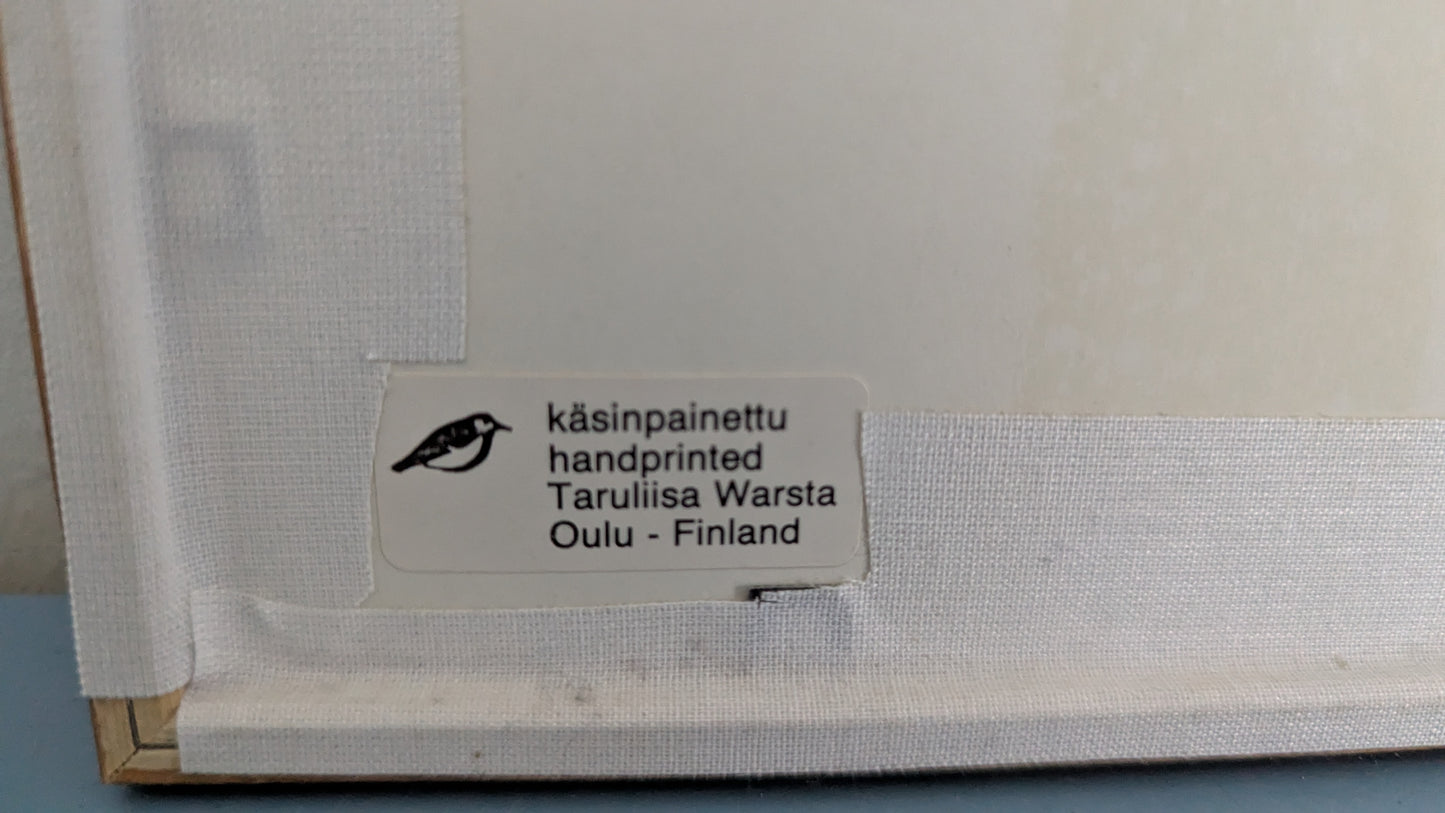 käsinpainettu
handprinted
Taruliisa Warsta
Oulu - Finland